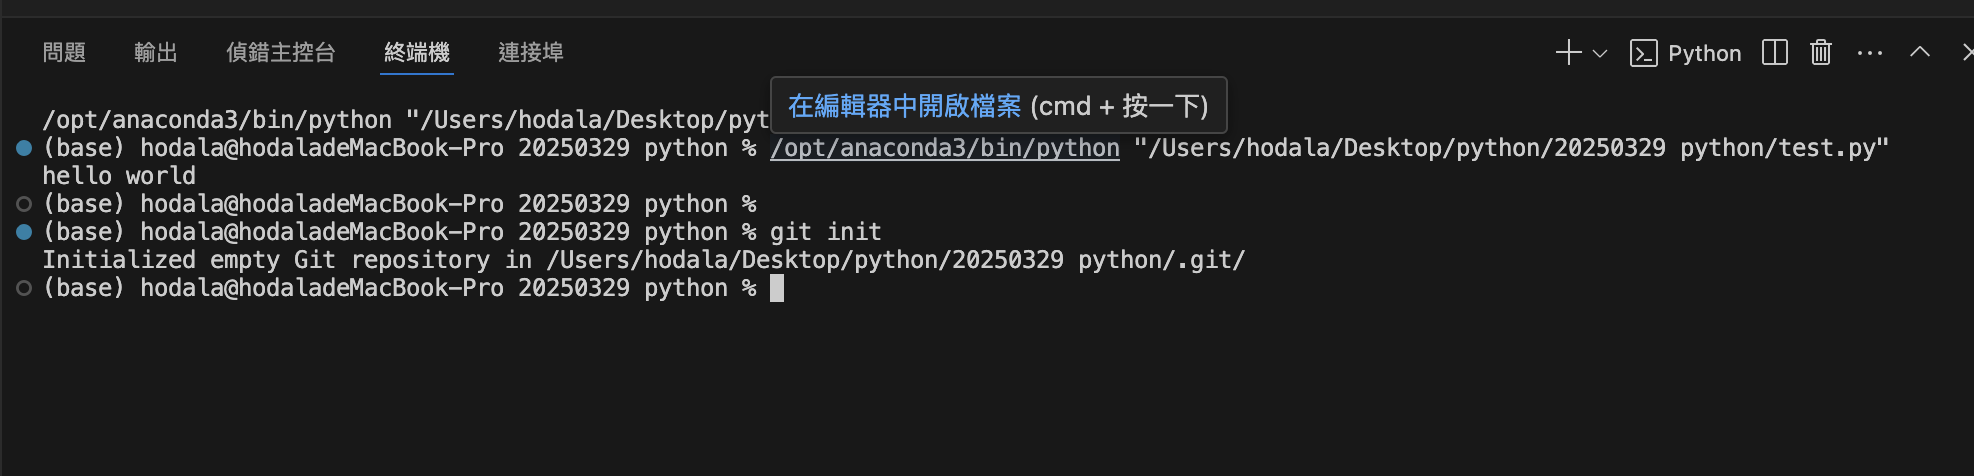 問題 輸出 偵錯主控台 終端機 連接埠 Python
在編輯器中開啟檔案 (cmd + 按一下)
/opt/anaconda3/bin/python "/Users/hodala/Desktop/pyt
(base) hodala@hodaladeMacBook-Pro 20250329 python % /opt/anaconda3/bin/python "/Users/hodala/Desktop/python/20250329 python/test.py"
hello world
(base) hodala@hodaladeMacBook-Pro 20250329 python %
(base) hodala@hodaladeMacBook-Pro 20250329 python % git init
Initialized empty Git repository in /Users/hodala/Desktop/python/20250329 python/.git/
(base) hodala@hodaladeMacBook-Pro 20250329 python %